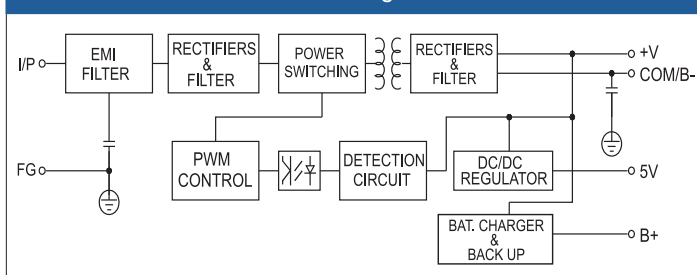 EMI
FILTER
RECTIFIERS
&
FILTER
POWER
SWITCHING
RECTIFIERS
&
FILTER
+V
I/P
COM/B-
PWM
CONTROL
DETECTION
CIRCUIT
DC/DC
REGULATOR
FG
5V
BAT. CHARGER
&
BACK UP
B+